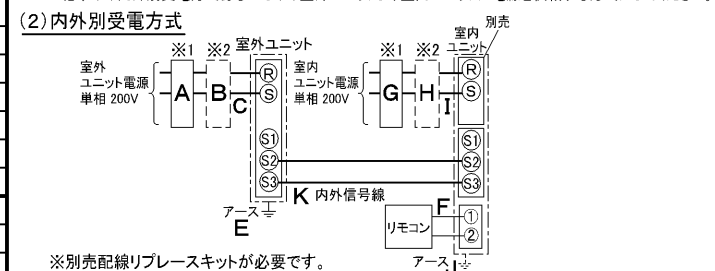 (2)内外別受電方式
※1 ※2 室外ユニット
室外
ユニット電源
単相 200V
A B C
R
S
S1
S2
S3
アース
E
※1 ※2 室内
ユニット
別売
室内
ユニット電源
単相 200V
G H I
R
S
S1
S2
S3
K 内外信号線
F
リモコン
①
②
アース
J
※別売配線リプレースキットが必要です。